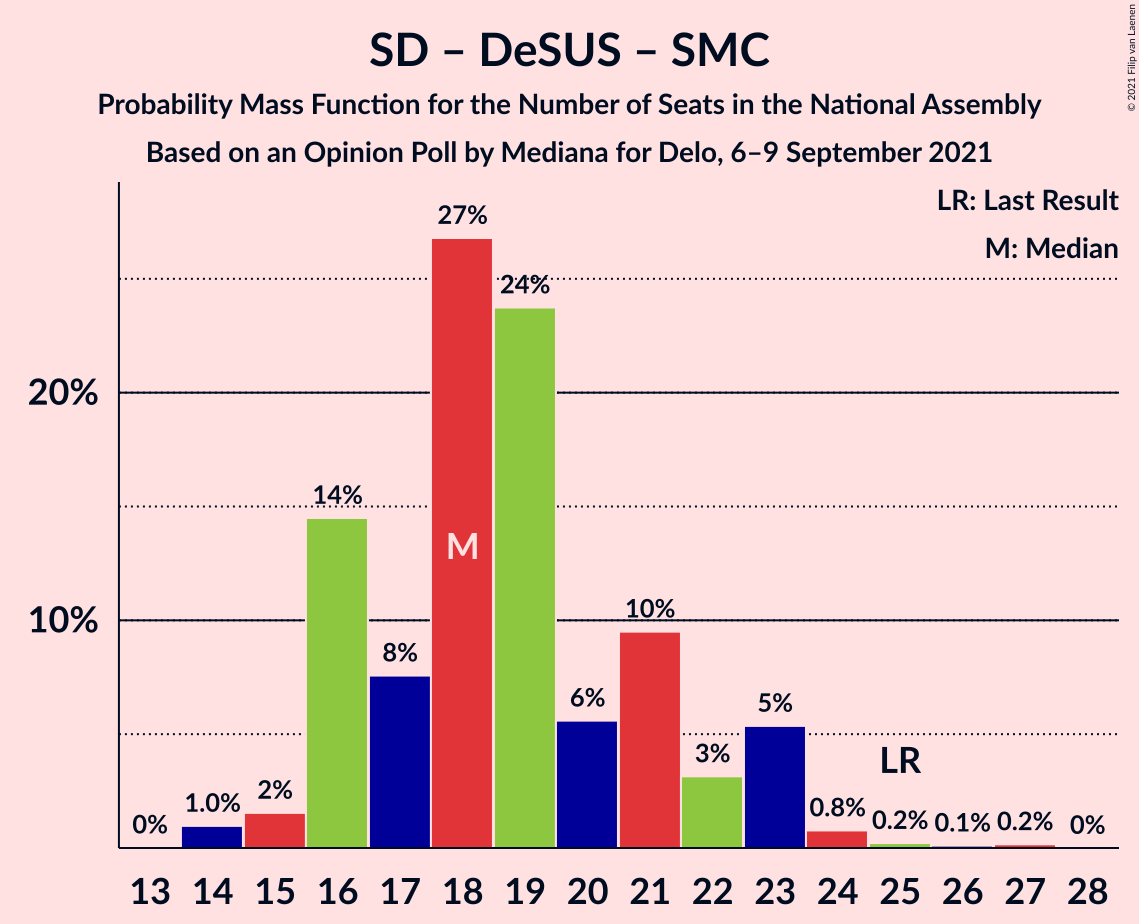 SD – DeSUS – SMC
Probability Mass Function for the Number of Seats in the National Assembly
Based on an Opinion Poll by Mediana for Delo, 6–9 September 2021
© 2021 Filip van Laenen
LR: Last Result
M: Median
27%
24%
20%
14%
M
10%
10%
8%
6%
5%
3%
LR
0%
1.0%
2%
0.8%
0.2%
0.1%
0.2%
0%
13 14 15 16 17 18 19 20 21 22 23 24 25 26 27 28